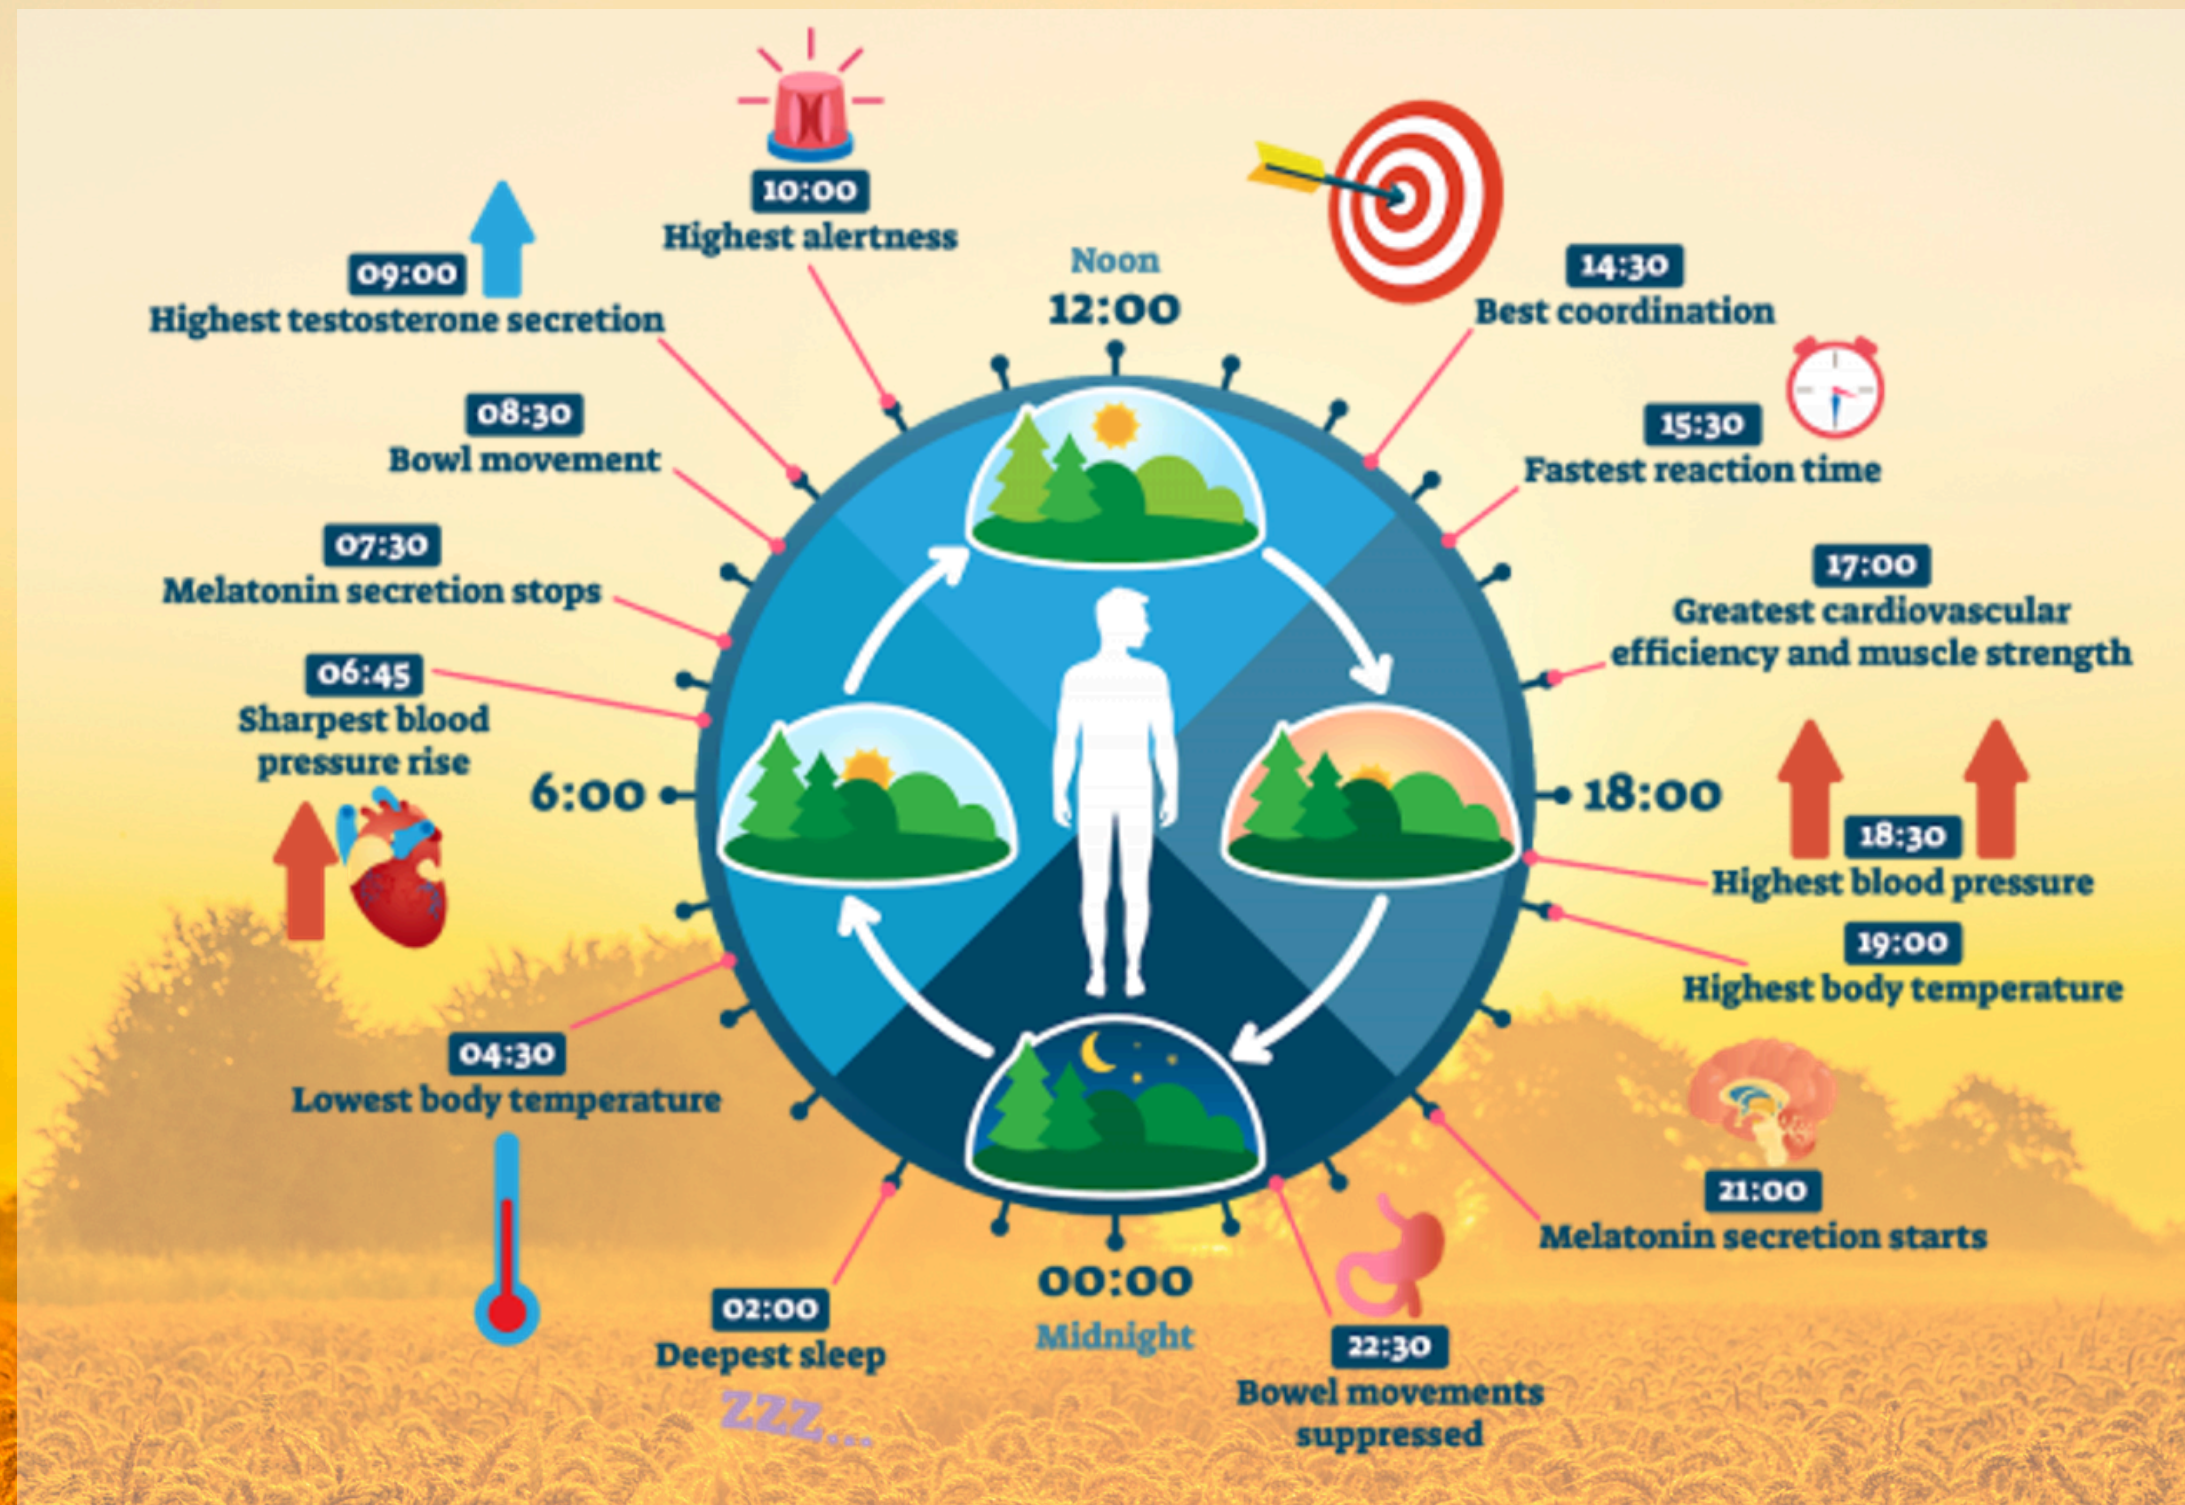 10:00
Highest alertness
09:00
Highest testosterone secretion
08:30
Bowl movement
07:30
Melatonin secretion stops
06:45
Sharpest blood
pressure rise
6:00
04:30
Lowest body temperature
02:00
Deepest sleep
ZZZ...
Noon
12:00
14:30
Best coordination
15:30
Fastest reaction time
17:00
Greatest cardiovascular
efficiency and muscle strength
18:00
18:30
Highest blood pressure
19:00
Highest body temperature
21:00
Melatonin secretion starts
22:30
Bowel movements
suppressed
00:00
Midnight